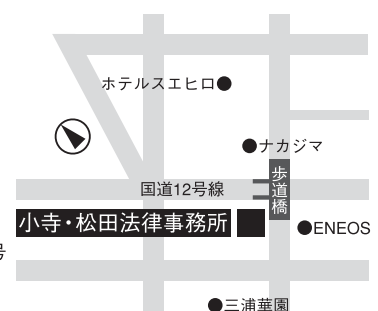 ホテルスエヒロ●
●ナカジマ
歩道橋
国道12号線
小寺・松田法律事務所
●ENEOS
号
●三浦華園